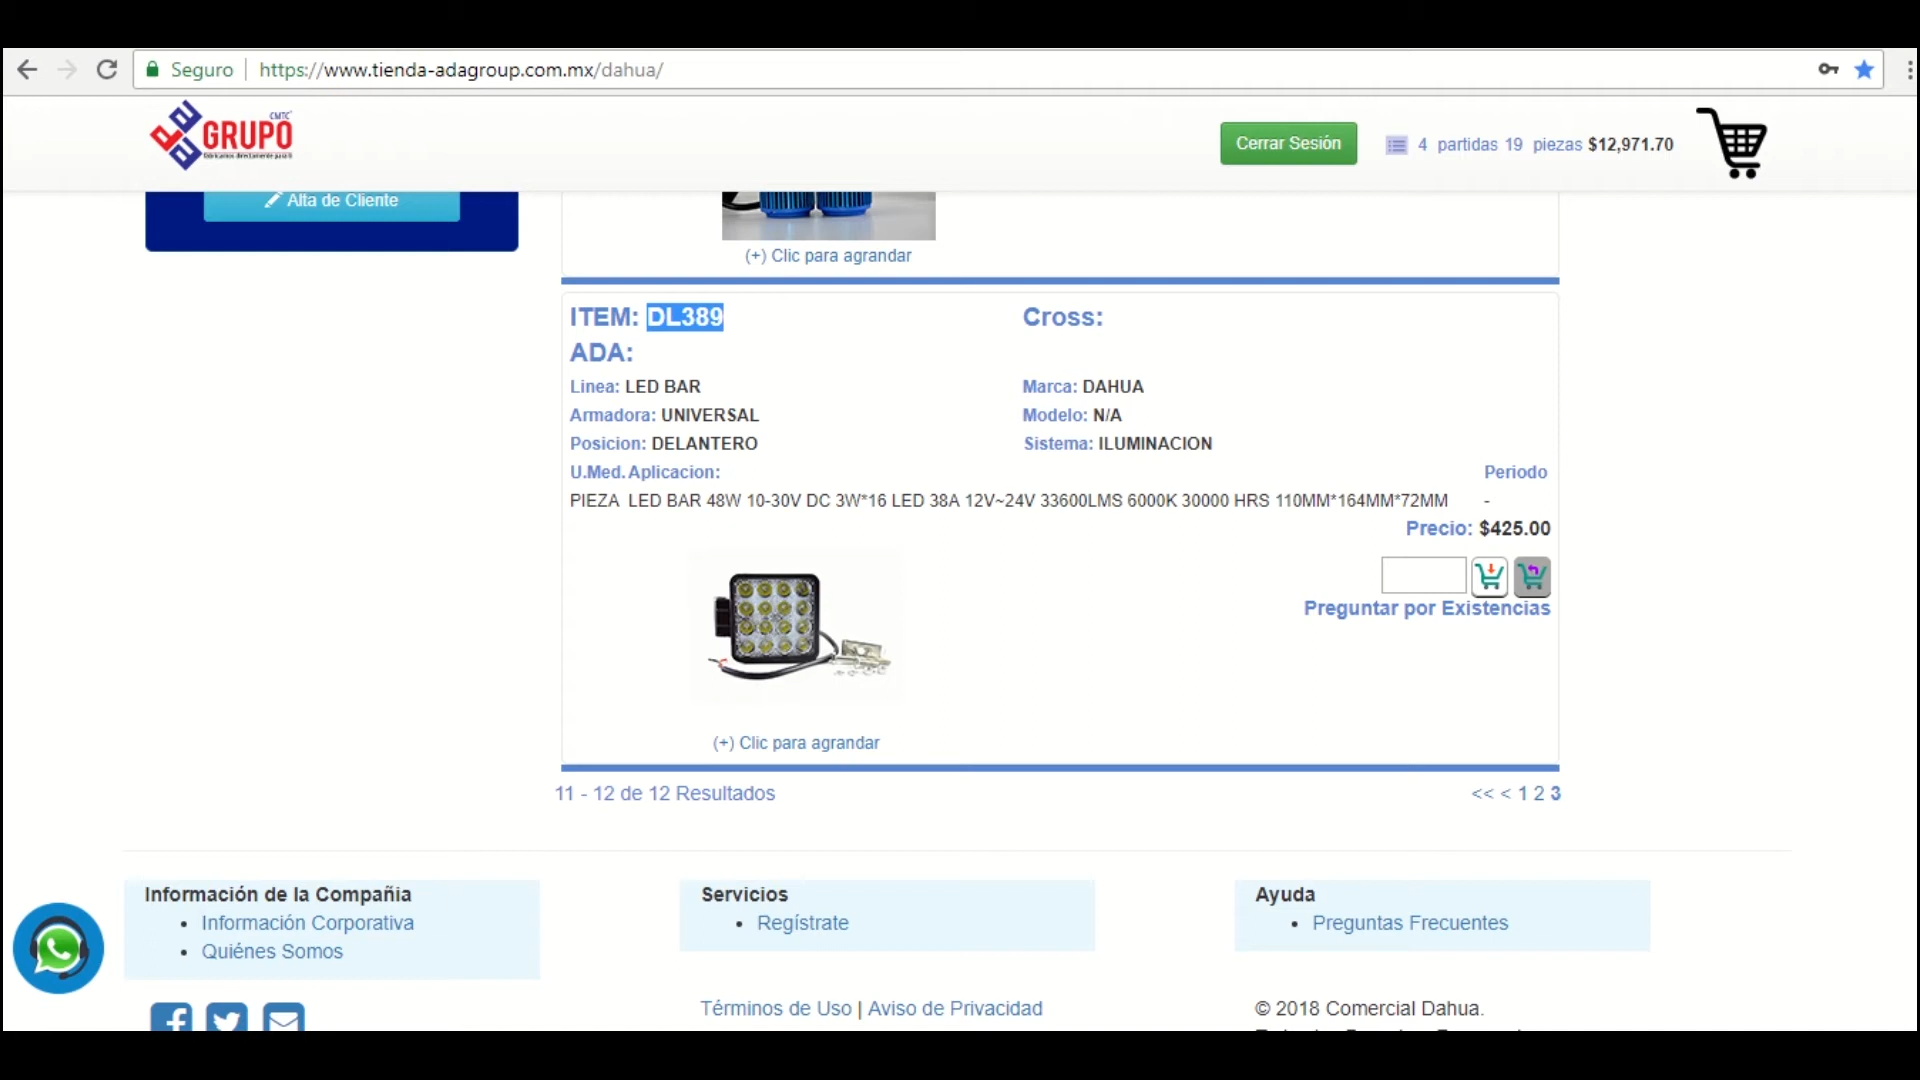 Seguro https://www.tienda-adagroup.com.mx/dahua/
CMTC
GRUPO
Cerrar Sesión
4 partidas 19 piezas $12,971.70
Alta de Cliente
(+) Clic para agrandar
ITEM: DL389 Cross:
ADA:
Linea: LED BAR Marca: DAHUA
Armadora: UNIVERSAL Modelo: N/A
Posicion: DELANTERO Sistema: ILUMINACION
U.Med. Aplicacion: Periodo
PIEZA LED BAR 48W 10-30V DC 3W*16 LED 38A 12V~24V 33600LMS 6000K 30000 HRS 110MM*164MM*72MM -
Precio: $425.00
Preguntar por Existencias
(+) Clic para agrandar
11 - 12 de 12 Resultados << < 1 2 3
Información de la Compañia
• Información Corporativa
• Quiénes Somos
Servicios
• Regístrate
Ayuda
• Preguntas Frecuentes
Términos de Uso | Aviso de Privacidad
© 2018 Comercial Dahua.